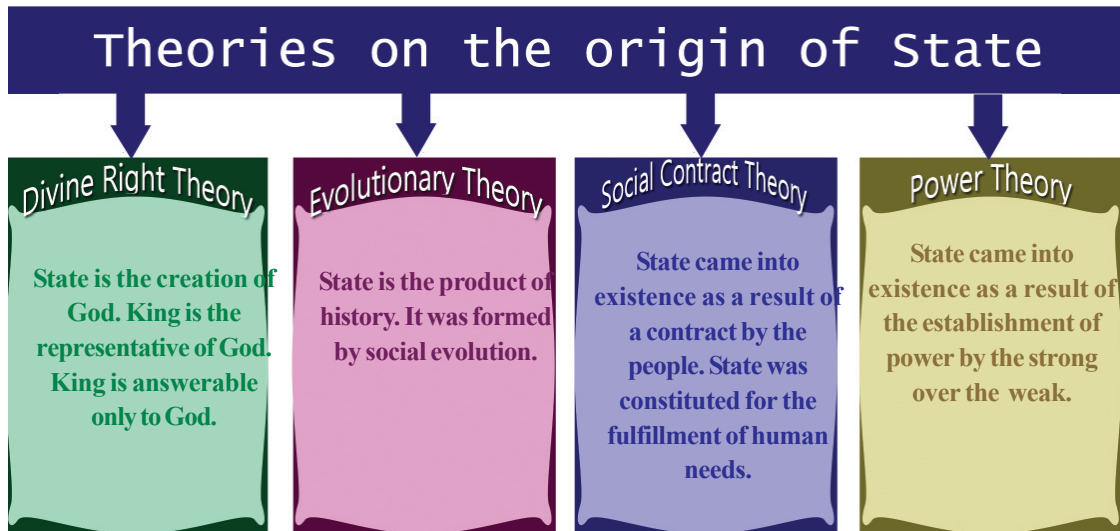 Theories on the origin of State
Divine Right Theory
State is the creation of
God. King is the
representative of God.
King is answerable
only to God.
Evolutionary Theory
State is the product of
history. It was formed
by social evolution.
Social Contract Theory
State came into
existence as a result of
a contract by the
people. State was
constituted for the
fulfillment of human
needs.
Power Theory
State came into
existence as a result of
the establishment of
power by the strong
over the weak.